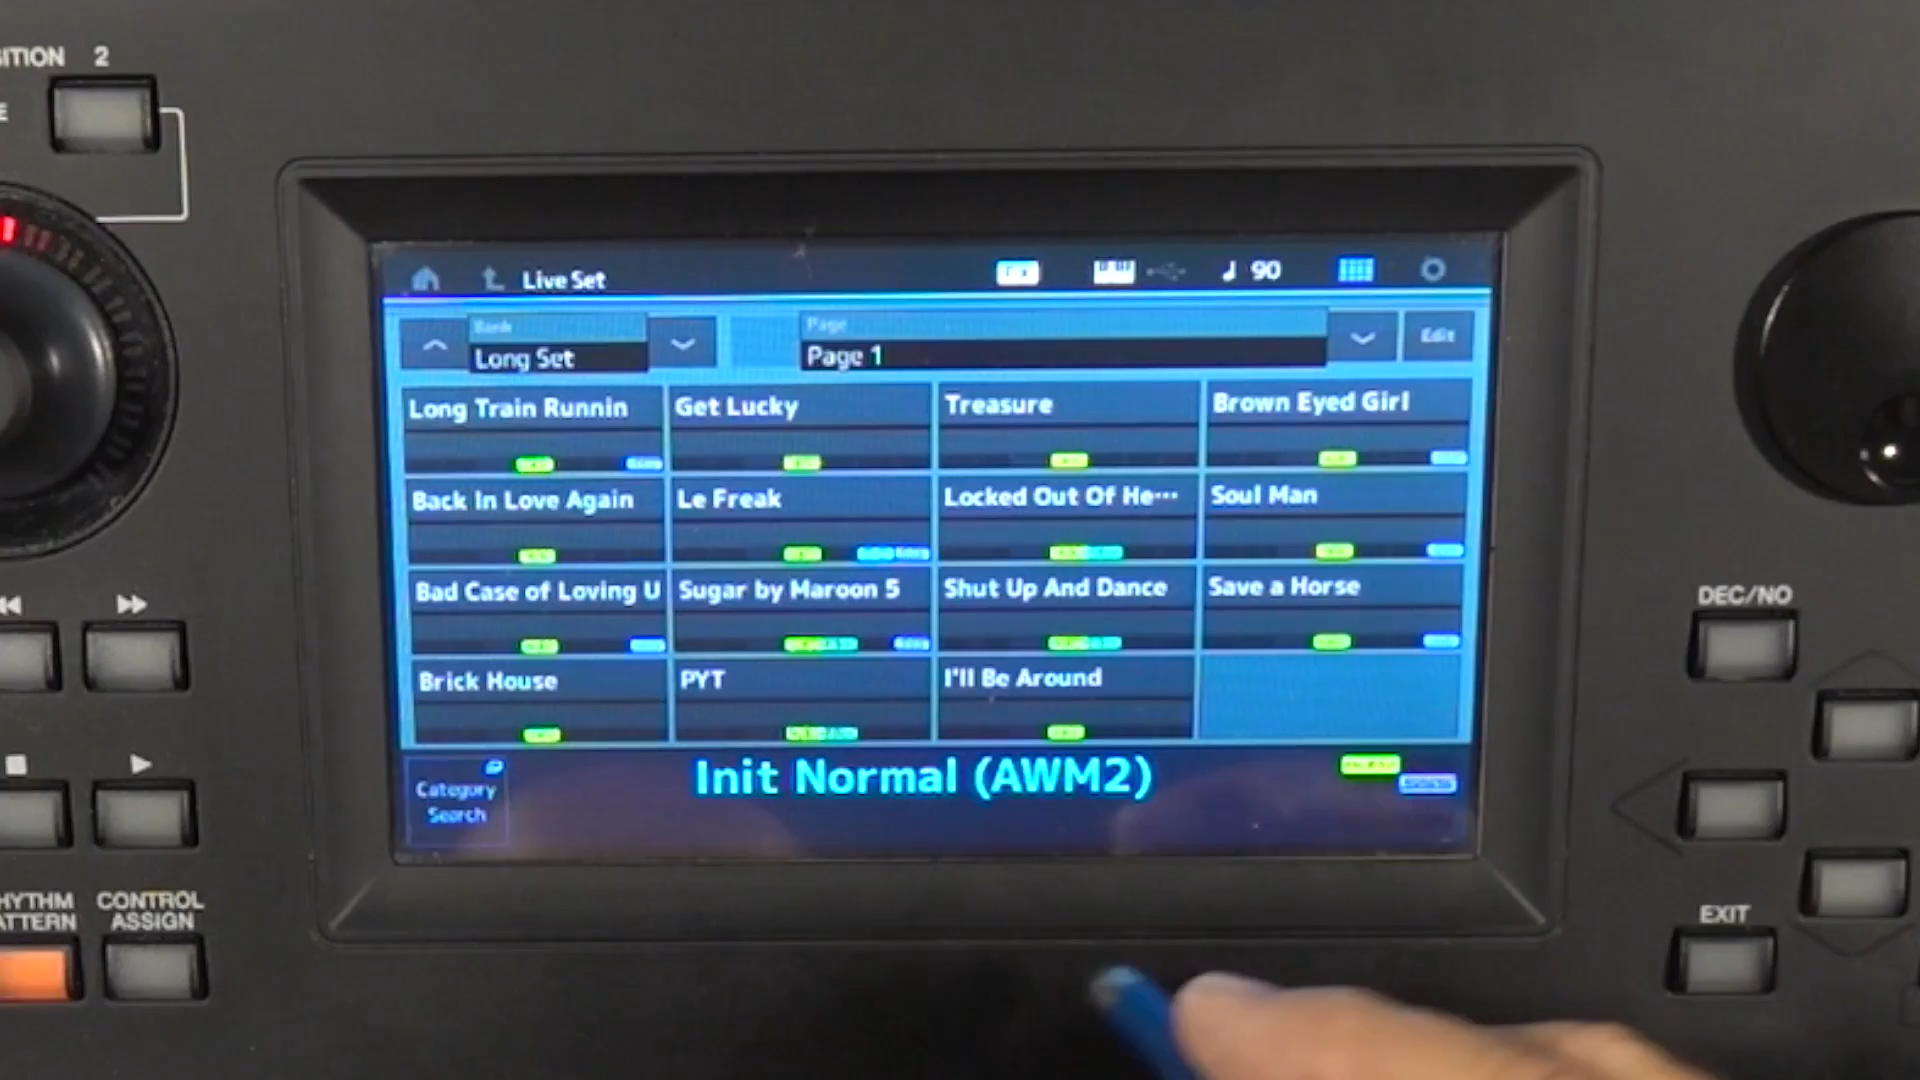 2
Live Set
90
Bank
Long Set
Page
Page 1
Edit
Long Train Runnin
Get Lucky
Treasure
Brown Eyed Girl
Back In Love Again
Le Freak
Locked Out Of He…
Soul Man
Bad Case of Loving U
Sugar by Maroon 5
Shut Up And Dance
Save a Horse
Brick House
PYT
I'll Be Around
Category
Search
Init Normal (AWM2)
CONTROL
ASSIGN
DEC/NO
EXIT